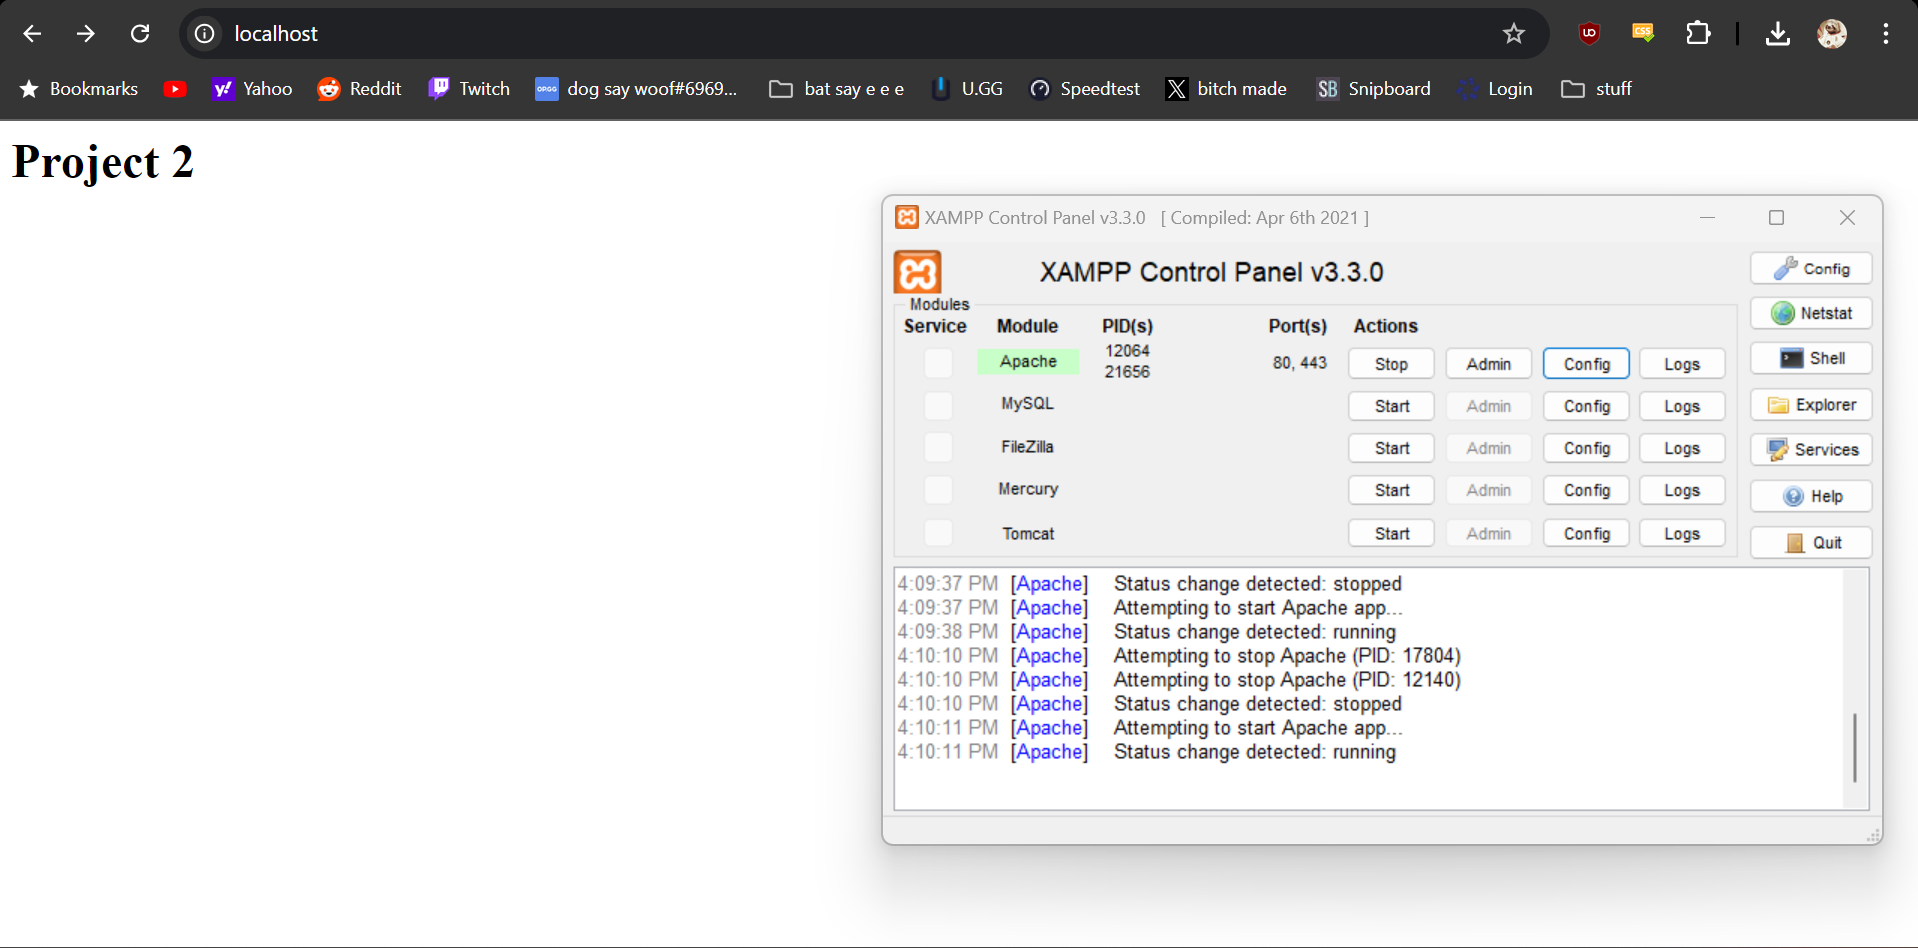 localhost
Bookmarks Yahoo Reddit Twitch dog say woof#6969... bat say e e e U.GG Speedtest bitch made Snipboard Login stuff
Project 2
XAMPP Control Panel v3.3.0 [ Compiled: Apr 6th 2021 ]
XAMPP Control Panel v3.3.0
Config
Modules
Service Module PID(s) Port(s) Actions
Netstat
Apache 12064 21656 80, 443 Stop Admin Config Logs
Shell
MySQL Start Admin Config Logs
Explorer
FileZilla Start Admin Config Logs
Services
Mercury Start Admin Config Logs
Help
Tomcat Start Admin Config Logs
Quit
4:09:37 PM [Apache] Status change detected: stopped
4:09:37 PM [Apache] Attempting to start Apache app...
4:09:38 PM [Apache] Status change detected: running
4:10:10 PM [Apache] Attempting to stop Apache (PID: 17804)
4:10:10 PM [Apache] Attempting to stop Apache (PID: 12140)
4:10:10 PM [Apache] Status change detected: stopped
4:10:11 PM [Apache] Attempting to start Apache app...
4:10:11 PM [Apache] Status change detected: running